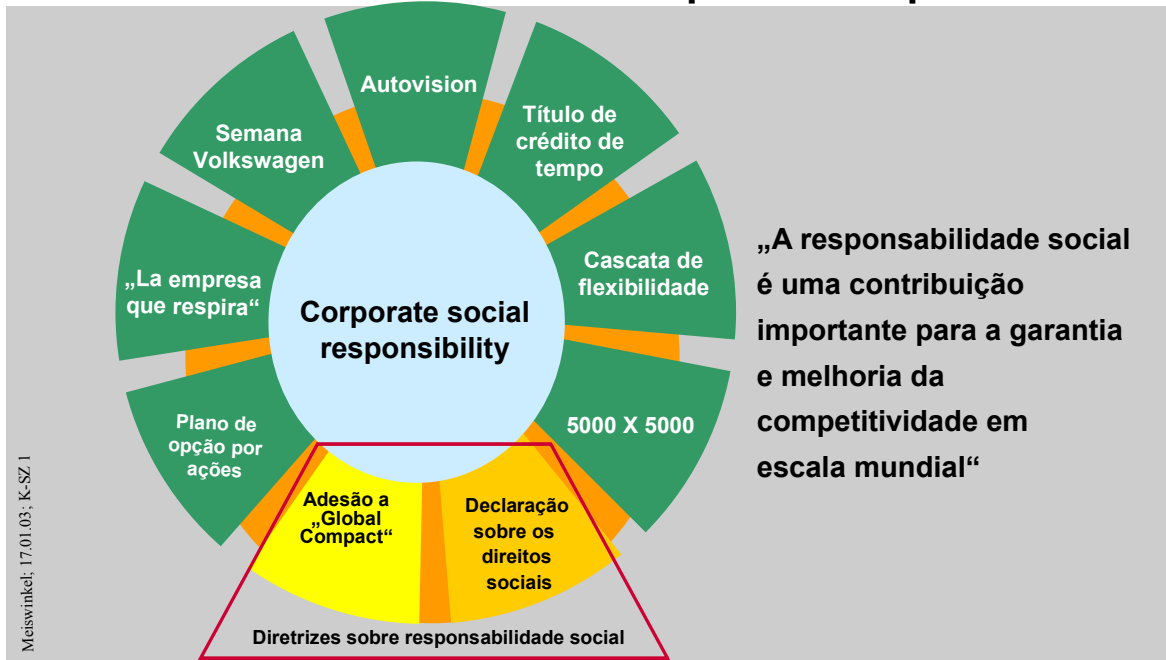 Autovision
Título de
crédito de
tempo
Semana
Volkswagen
Cascata de
flexibilidade
„La empresa
que respira“
Corporate social
responsibility
5000 X 5000
Plano de
opção por
ações
Adesão a
„Global
Compact“
Declaração
sobre os
direitos
sociais
Diretrizes sobre responsabilidade social
„A responsabilidade social
é uma contribuição
importante para a garantia
e melhoria da
competitividade em
escala mundial“
Meiswinkel; 17.01.03; K-SZ 1